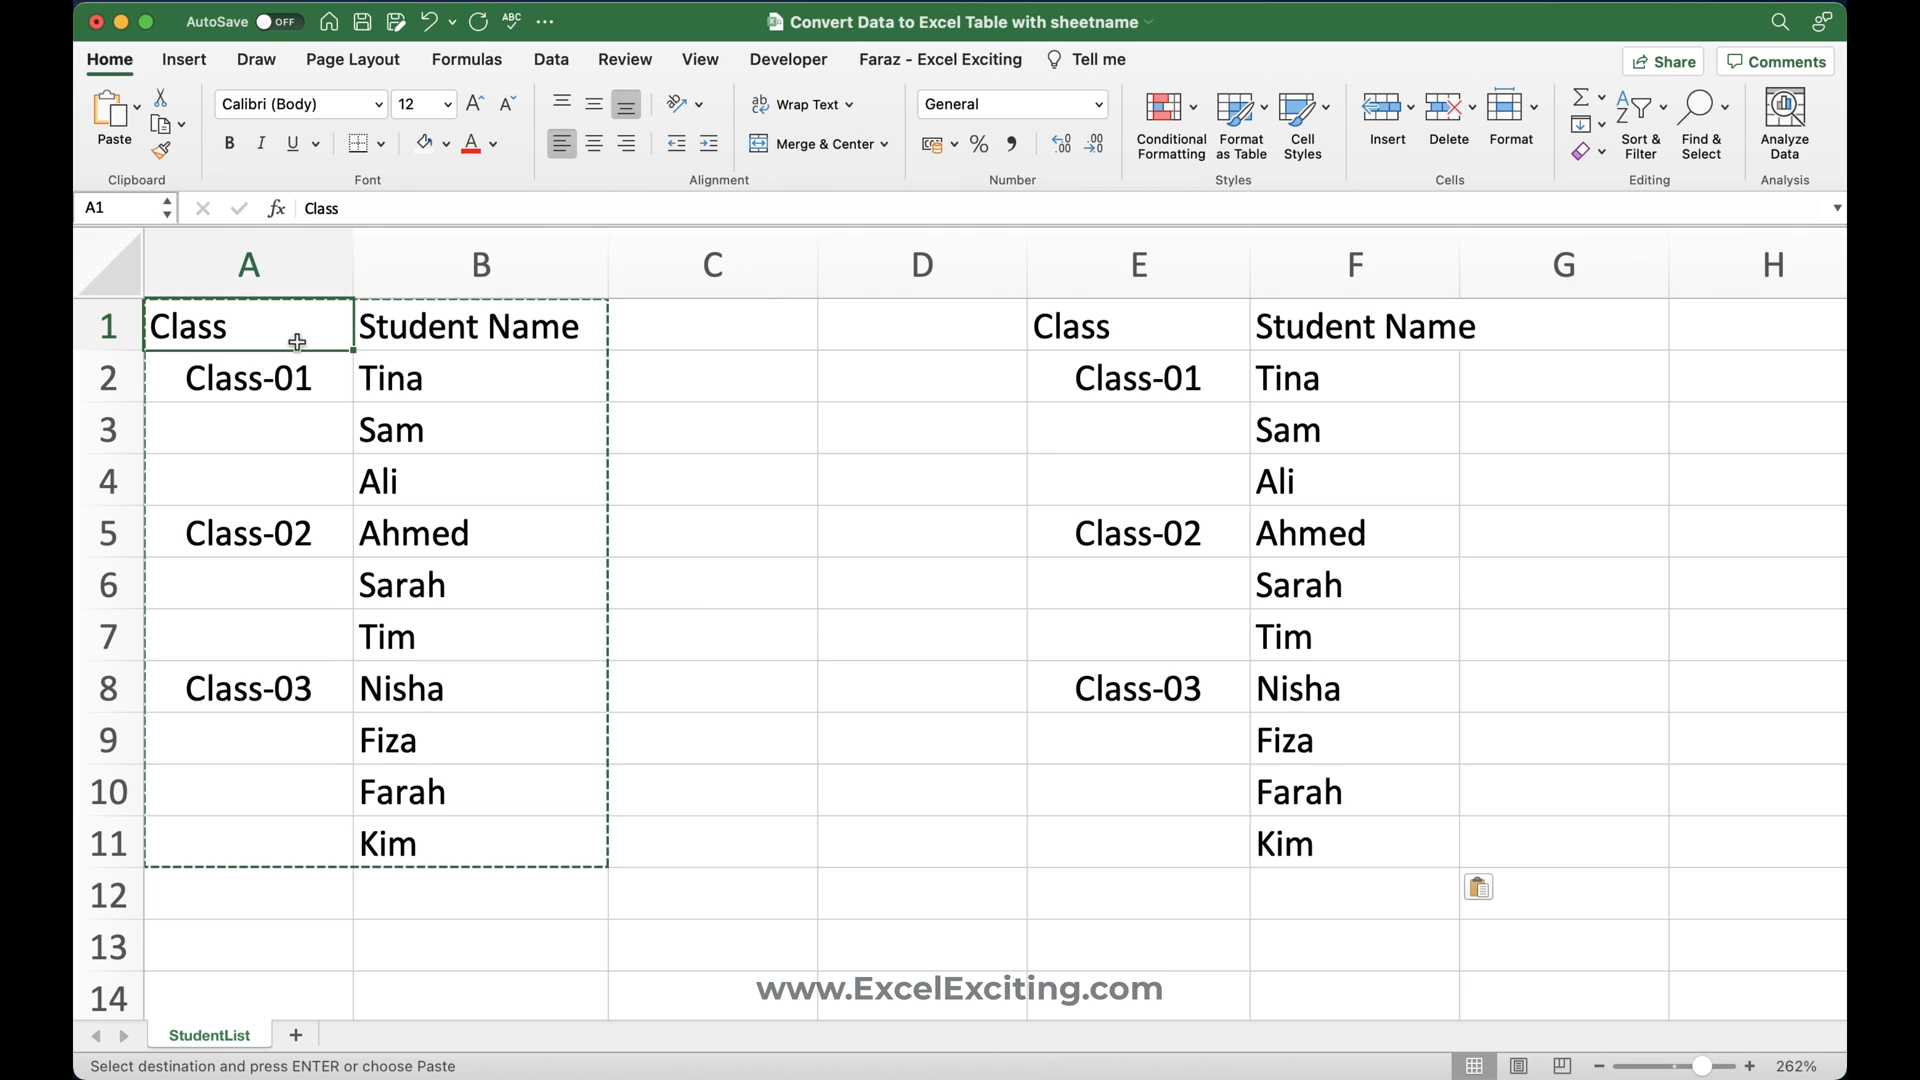 AutoSave OFF ABC ... Convert Data to Excel Table with sheetname
Home Insert Draw Page Layout Formulas Data Review View Developer Faraz - Excel Exciting Tell me Share Comments
Paste Calibri (Body) 12 A A ab Wrap Text General
B I U A Merge & Center % , .00 .00
Conditional Formatting
Format as Table
Cell Styles
Insert Delete Format
Sort & Filter
Find & Select
Analyze Data
Clipboard Font Alignment Number Styles Cells Editing Analysis
A1 fx Class
A B C D E F G H
1 Class Student Name Class Student Name
2 Class-01 Tina Class-01 Tina
3 Sam Sam
4 Ali Ali
5 Class-02 Ahmed Class-02 Ahmed
6 Sarah Sarah
7 Tim Tim
8 Class-03 Nisha Class-03 Nisha
9 Fiza Fiza
10 Farah Farah
11 Kim Kim
12
13
14
www.ExcelExciting.com
StudentList +
Select destination and press ENTER or choose Paste 262%